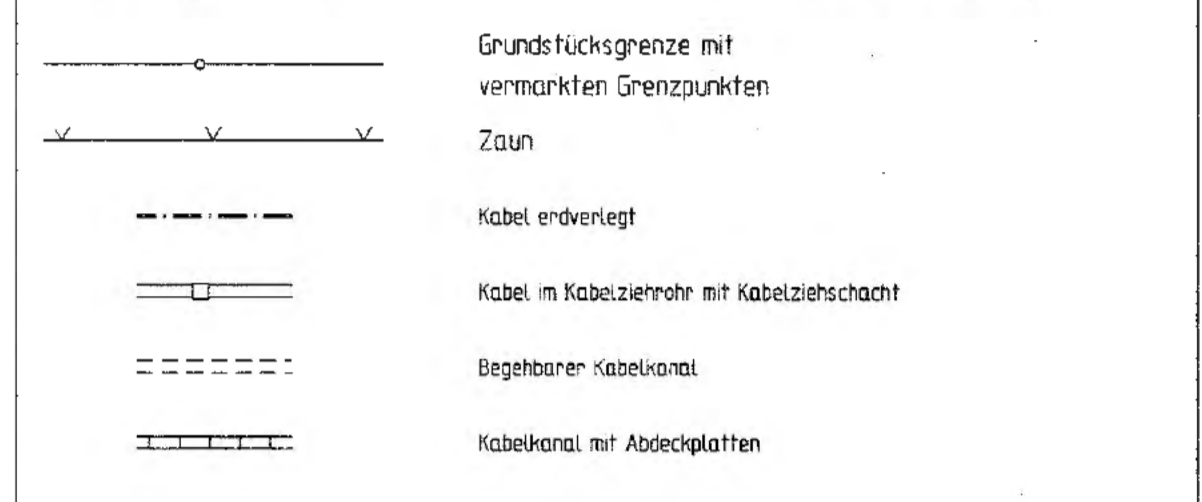 Grundstücksgrenze mit
vermarkten Grenzpunkten
Zaun
Kabel erdverlegt
Kabel im Kabelziehrohr mit Kabelziehschacht
Begehbarer Kabelkanal
Kabelkanal mit Abdeckplatten